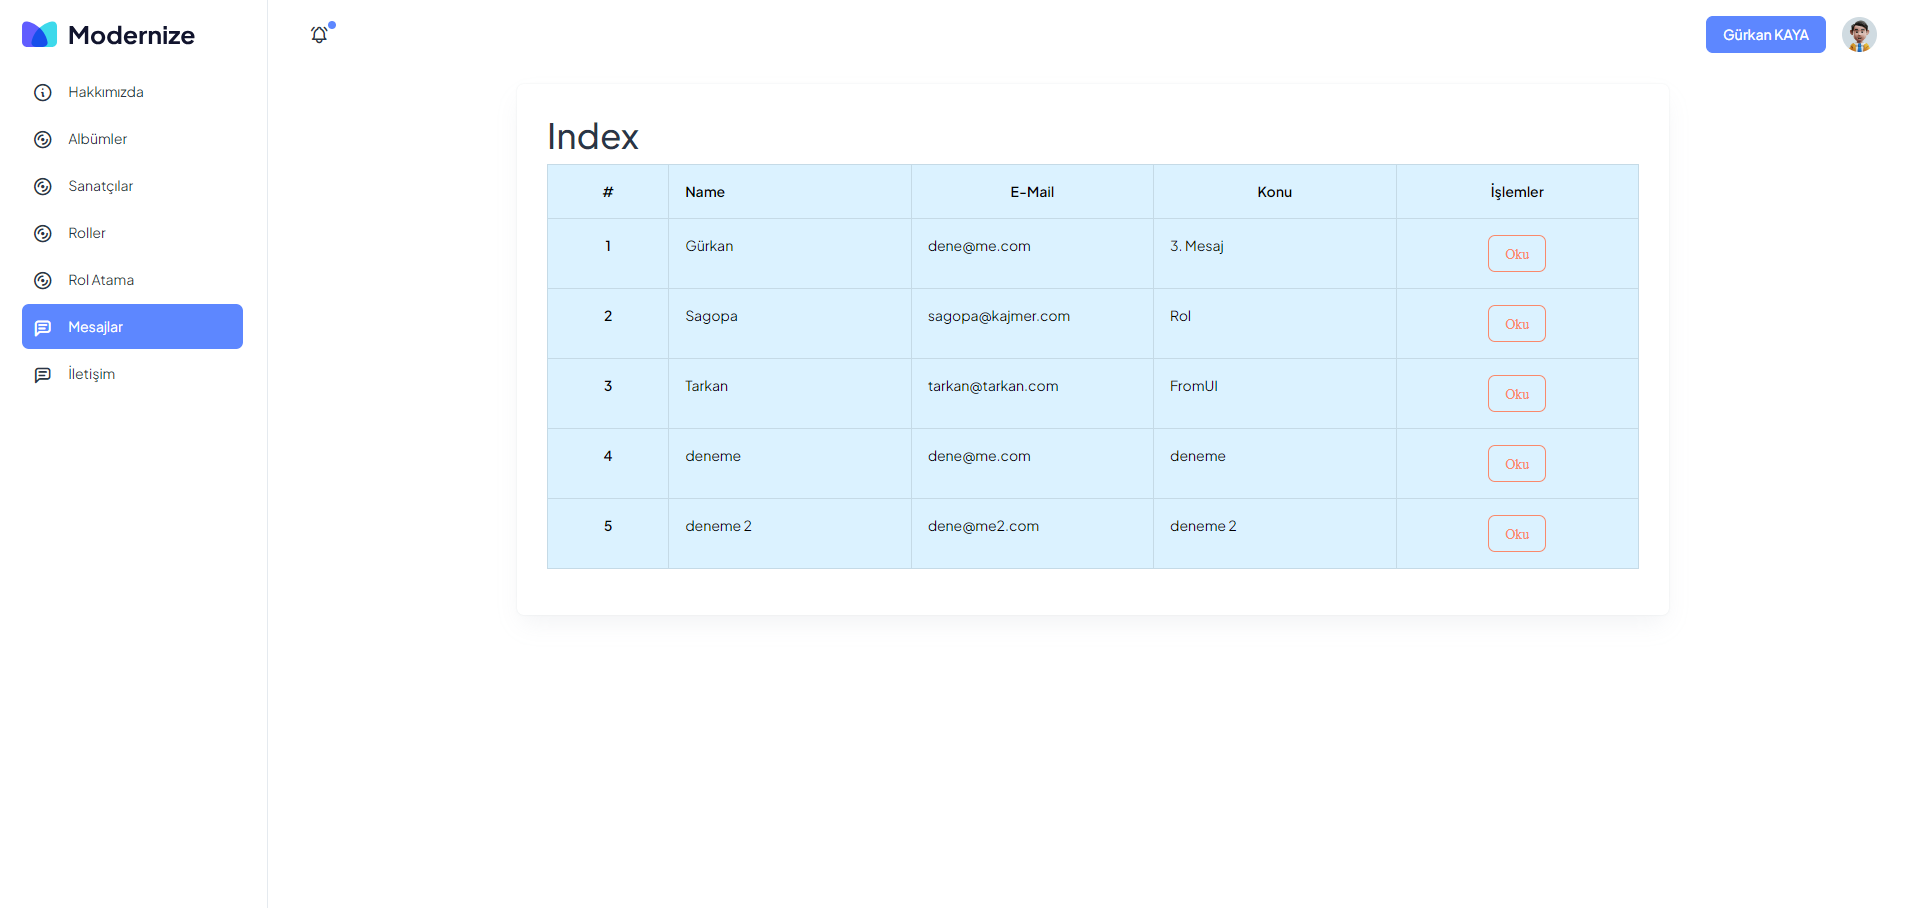 Modernize
Gürkan KAYA
Hakkımızda
Albümler
Sanatçılar
Roller
Rol Atama
Mesajlar
İletişim
Index
# Name E-Mail Konu İşlemler
1 Gürkan dene@me.com 3. Mesaj Oku
2 Sagopa sagopa@kajmer.com Rol Oku
3 Tarkan tarkan@tarkan.com FromUI Oku
4 deneme dene@me.com deneme Oku
5 deneme 2 dene@me2.com deneme 2 Oku